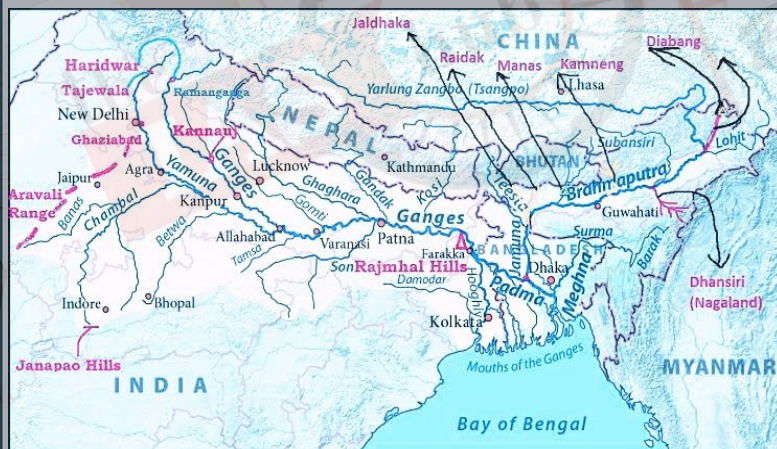 Jaldhaka
CHINA
Diabang
Haridwar
Raidak
Manas
Kamneng
Tajewala
Ramanganga
Yarlung Zangbo (Tsangpo)
Lhasa
New Delhi
NEPAL
Ghaziabad
Kannauj
Subansiri
Lohit
Jaipur
Agra
Yamuna
Ganges
Lucknow
Kathmandu
BHUTAN
Aravali
Range
Banas
Chambal
Kanpur
Ghaghara
Gandak
Kosi
Teesta
Brahmaputra
Betwa
Gomti
Ganges
Guwahati
Allahabad
Varanasi
Patna
Farakka
BANGLADESH
Surma
Tamsa
Son
Rajmhal Hills
Jamuna
Dhaka
Meghna
Barak
Dhansiri
(Nagaland)
Indore
Bhopal
Damodar
Hooghly
Padma
Kolkata
Janapao Hills
Mouths of the Ganges
MYANMAR
INDIA
Bay of Bengal